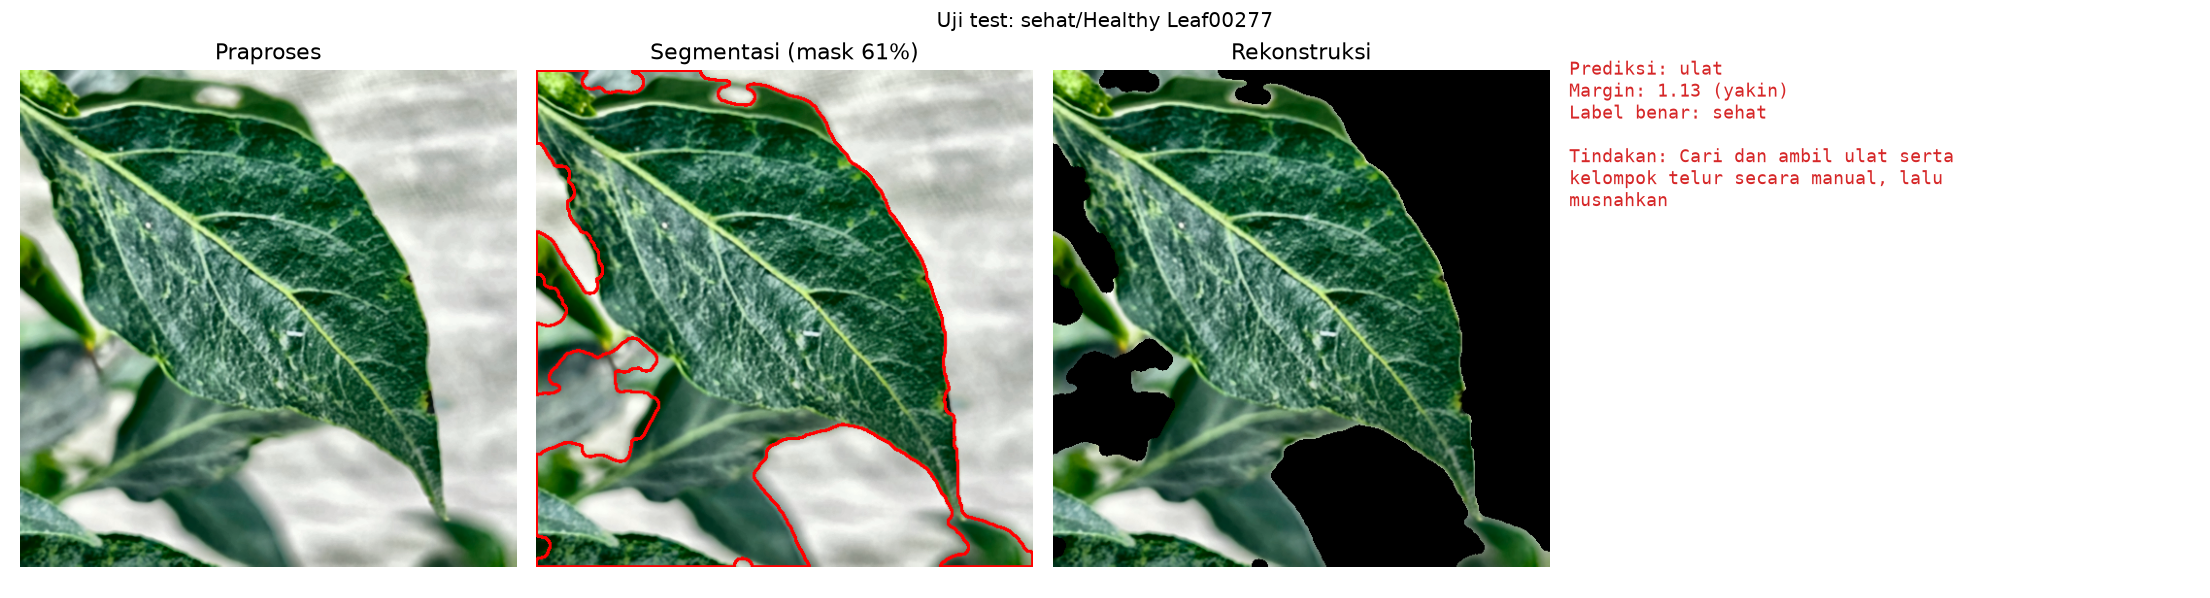 Uji test: sehat/Healthy Leaf00277
Praproses
Segmentasi (mask 61%)
Rekonstruksi
Prediksi: ulat
Margin: 1.13 (yakin)
Label benar: sehat
Tindakan: Cari dan ambil ulat serta
kelompok telur secara manual, lalu
musnahkan